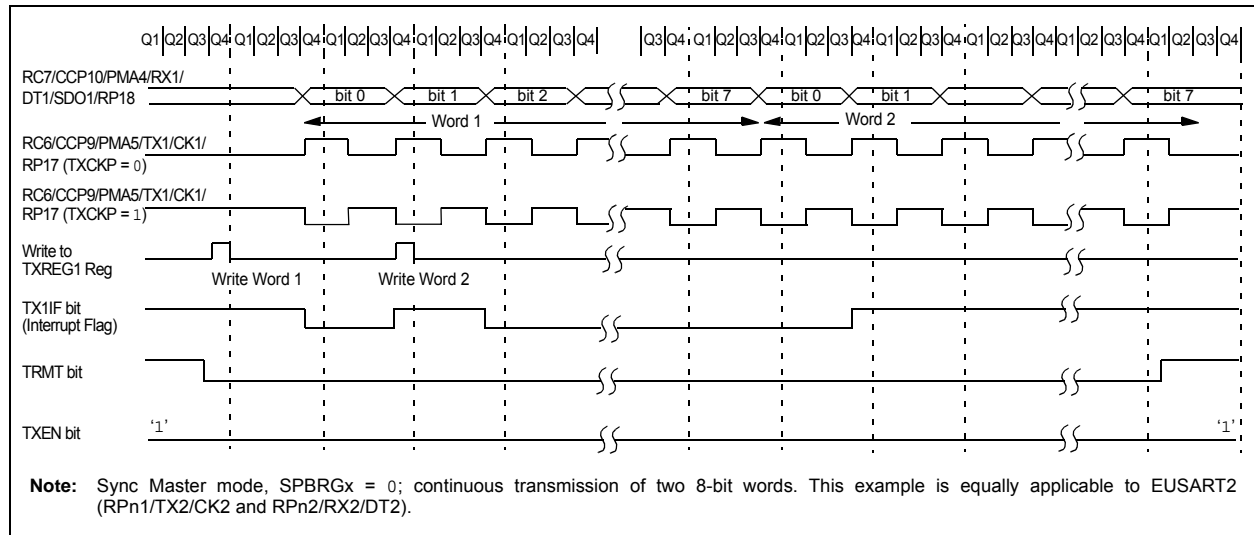 Q1 Q2 Q3 Q4 Q1 Q2 Q3 Q4 Q1 Q2 Q3 Q4 Q1 Q2 Q3 Q4 Q1 Q2 Q3 Q4 Q3 Q4 Q1 Q2 Q3 Q4 Q1 Q2 Q3 Q4 Q1 Q2 Q3 Q4 Q1 Q2 Q3 Q4 Q1 Q2 Q3 Q4 Q1 Q2 Q3 Q4
RC7/CCP10/PMA4/RX1/
DT1/SDO1/RP18
bit 0 bit 1 bit 2 bit 7 bit 0 bit 1 bit 7
Word 1 Word 2
RC6/CCP9/PMA5/TX1/CK1/
RP17 (TXCKP = 0)
RC6/CCP9/PMA5/TX1/CK1/
RP17 (TXCKP = 1)
Write to
TXREG1 Reg
Write Word 1 Write Word 2
TX1IF bit
(Interrupt Flag)
TRMT bit
TXEN bit
‘1’ ‘1’
Note: Sync Master mode, SPBRGx = 0; continuous transmission of two 8-bit words. This example is equally applicable to EUSART2
(RPn1/TX2/CK2 and RPn2/RX2/DT2).